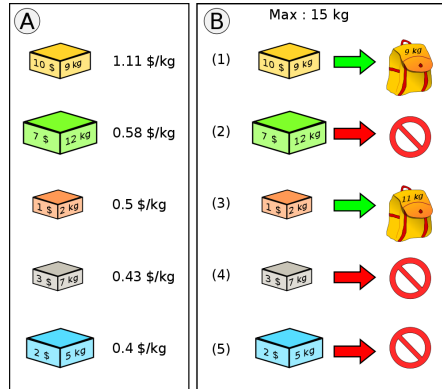 A
10 $ 9 kg 1.11 $/kg
7 $ 12 kg 0.58 $/kg
1 $ 2 kg 0.5 $/kg
3 $ 7 kg 0.43 $/kg
2 $ 5 kg 0.4 $/kg
B
Max : 15 kg
(1) 10 $ 9 kg 9 kg
(2) 7 $ 12 kg
(3) 1 $ 2 kg 11 kg
(4) 3 $ 7 kg
(5) 2 $ 5 kg